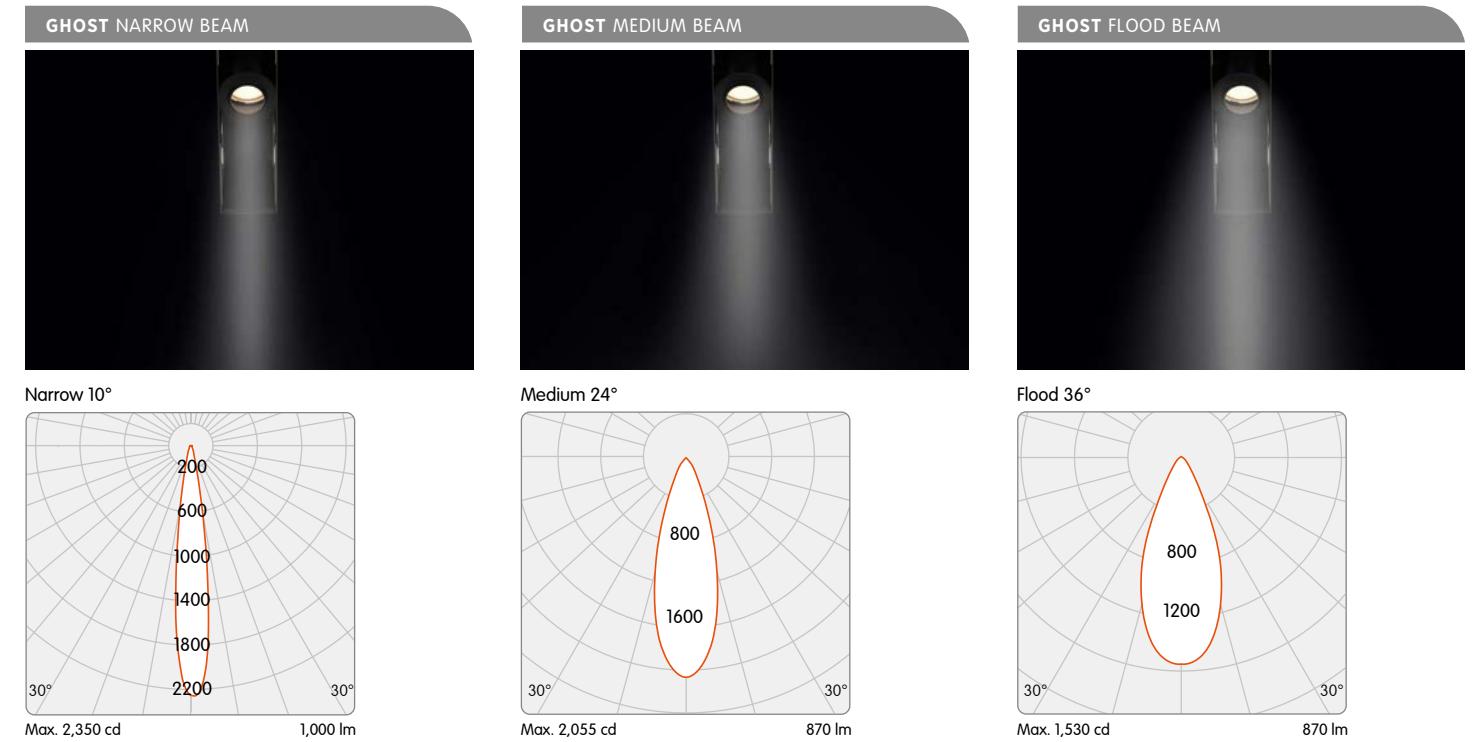 GHOST NARROW BEAM
Narrow 10°
200
600
1000
1400
1800
2200
30° 30°
Max. 2,350 cd 1,000 lm
GHOST MEDIUM BEAM
Medium 24°
800
1600
30° 30°
Max. 2,055 cd 870 lm
GHOST FLOOD BEAM
Flood 36°
800
1200
30° 30°
Max. 1,530 cd 870 lm